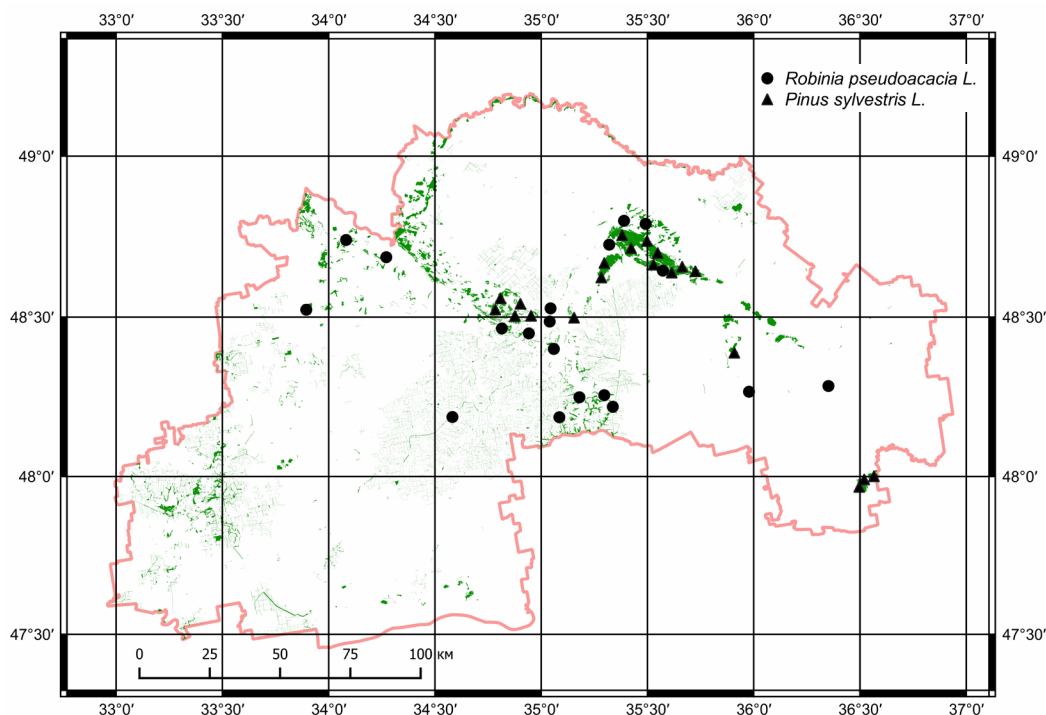 33°0′ 33°30′ 34°0′ 34°30′ 35°0′ 35°30′ 36°0′ 36°30′ 37°0′
Robinia pseudoacacia L.
Pinus sylvestris L.
49°0′ 49°0′
48°30′ 48°30′
48°0′ 48°0′
47°30′ 47°30′
0 25 50 75 100 км
33°0′ 33°30′ 34°0′ 34°30′ 35°0′ 35°30′ 36°0′ 36°30′ 37°0′